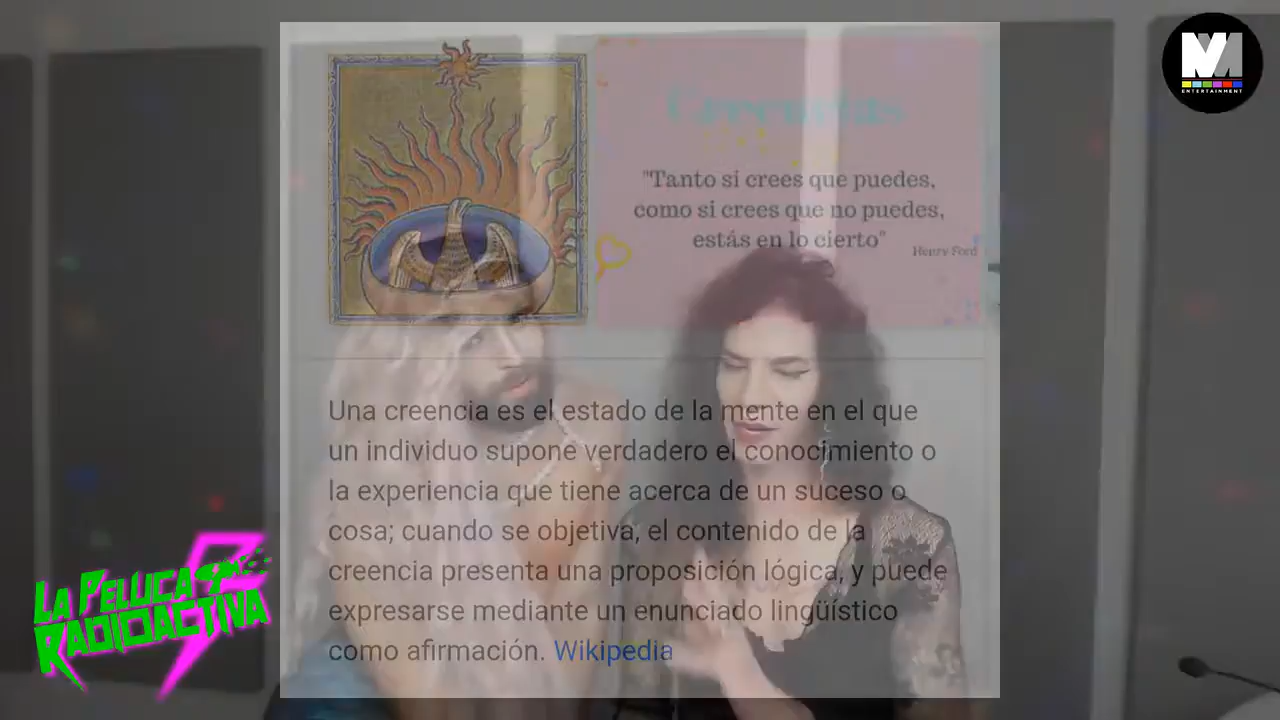 ENTERTAINMENT
Creencias
"Tanto si crees que puedes,
como si crees que no puedes,
estás en lo cierto"
Henry Ford
Una creencia es el estado de la mente en el que
un individuo supone verdadero el conocimiento o
la experiencia que tiene acerca de un suceso o
cosa; cuando se objetiva, el contenido de la
creencia presenta una proposición lógica, y puede
expresarse mediante un enunciado lingüístico
como afirmación. Wikipedia
LA PELUCA
RADIOACTIVA